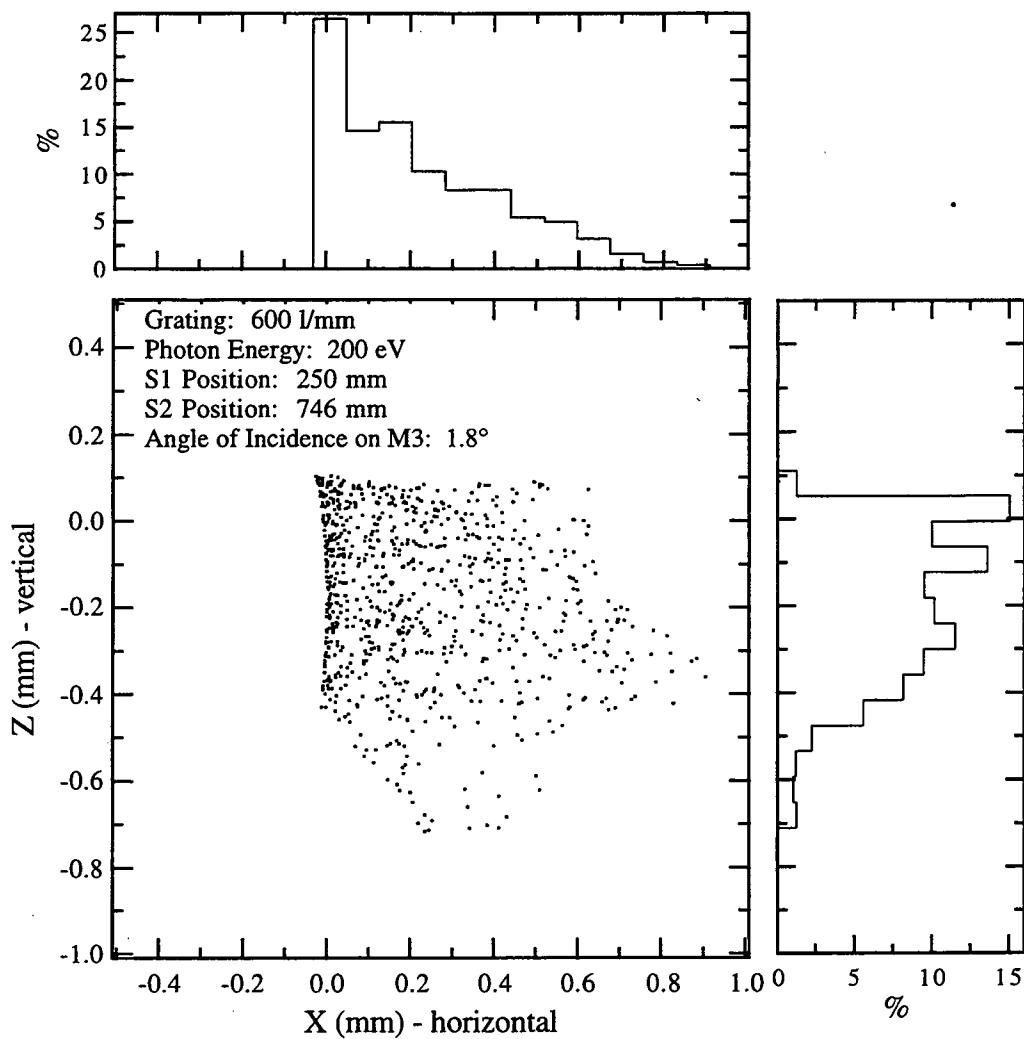 25
20
15
10
5
0
%
Grating: 600 l/mm
Photon Energy: 200 eV
S1 Position: 250 mm
S2 Position: 746 mm
Angle of Incidence on M3: 1.8°
0.4
0.2
0.0
-0.2
-0.4
-0.6
-0.8
-1.0
Z (mm) - vertical
-0.4 -0.2 0.0 0.2 0.4 0.6 0.8 1.0
X (mm) - horizontal
0 5 10 15
%